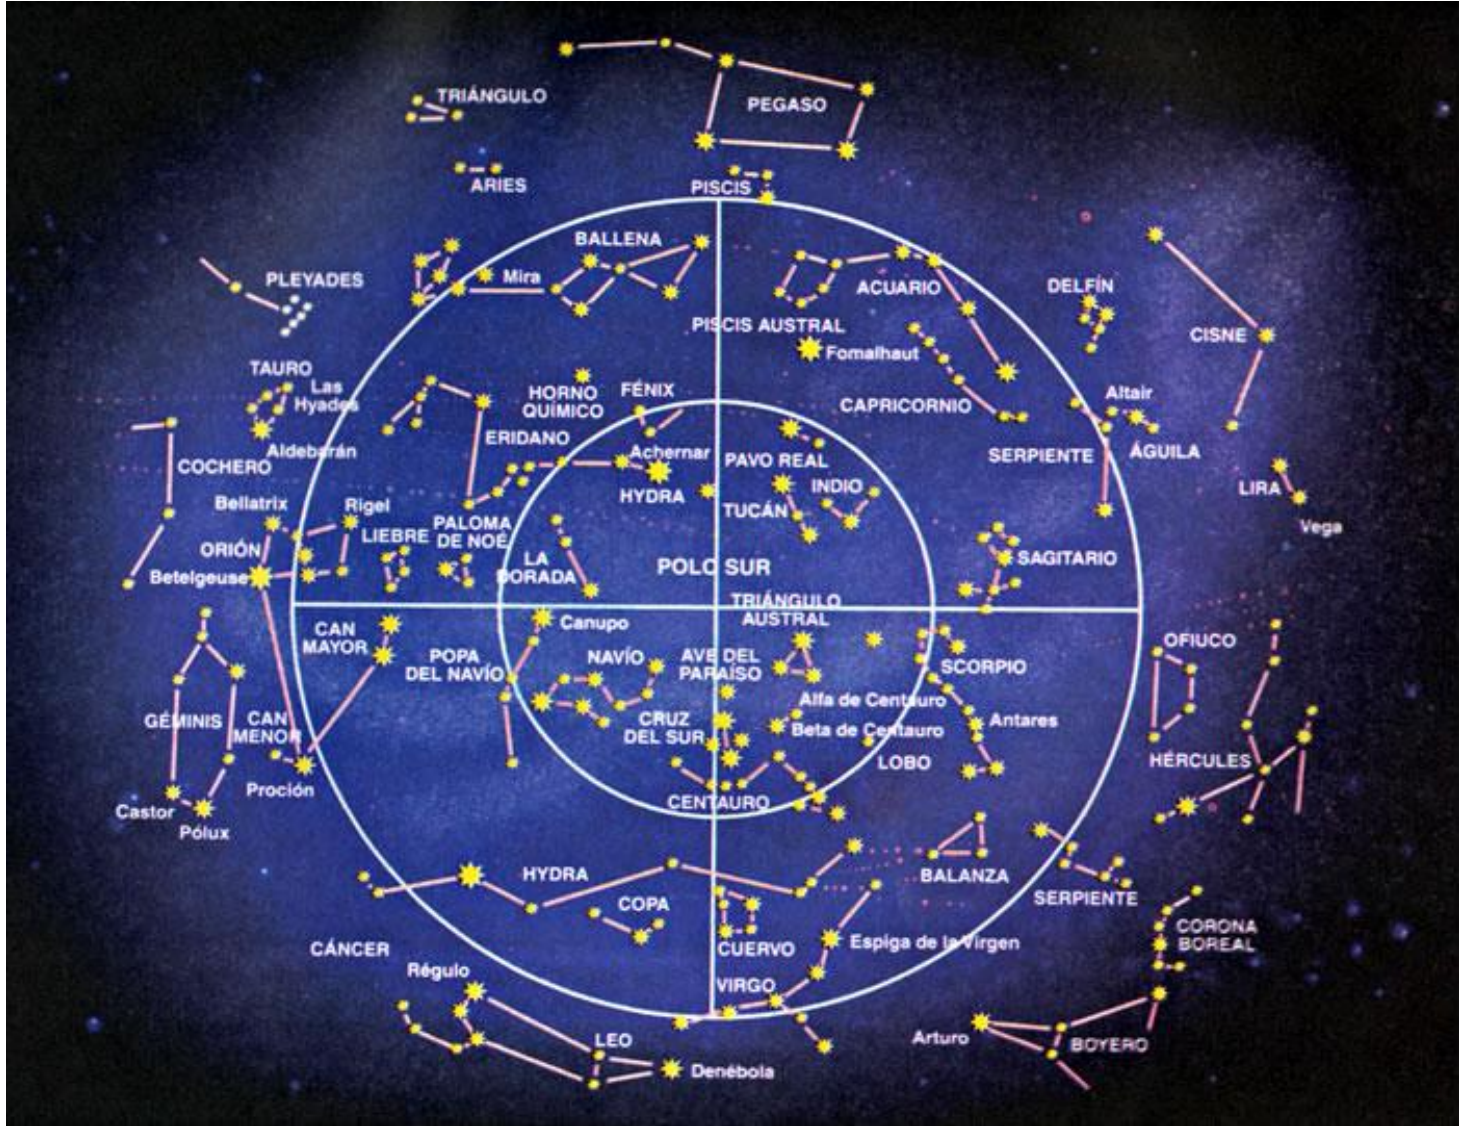 TRIÁNGULO
PEGASO
ARIES
PISCIS
BALLENA
PLEYADES
Mira
ACUARIO
DELFÍN
PISCIS AUSTRAL
CISNE
Fomalhaut
TAURO
Las
Hyades
HORNO
QUÍMICO
FÉNIX
CAPRICORNIO
Altair
ERIDANO
Aldebarán
Achernar
PAVO REAL
SERPIENTE
ÁGUILA
COCHERO
HYDRA
INDIO
LIRA
Bellatrix
Rigel
TUCÁN
Vega
LIEBRE
PALOMA
DE NOÉ
ORIÓN
LA
DORADA
POLO SUR
SAGITARIO
Betelgeuse
TRIÁNGULO
AUSTRAL
CAN
MAYOR
Canupo
OFIUCO
POPA
DEL NAVÍO
NAVÍO
AVE DEL
PARAÍSO
SCORPIO
Alfa de Centauro
GÉMINIS
CAN
MENOR
CRUZ
DEL SUR
Beta de Centauro
Antares
LOBO
HÉRCULES
Proción
CENTAURO
Castor
Pólux
HYDRA
BALANZA
COPA
SERPIENTE
CUERVO
Espiga de la Virgen
CORONA
BOREAL
CÁNCER
Régulo
VIRGO
LEO
Arturo
BOYERO
Denébola